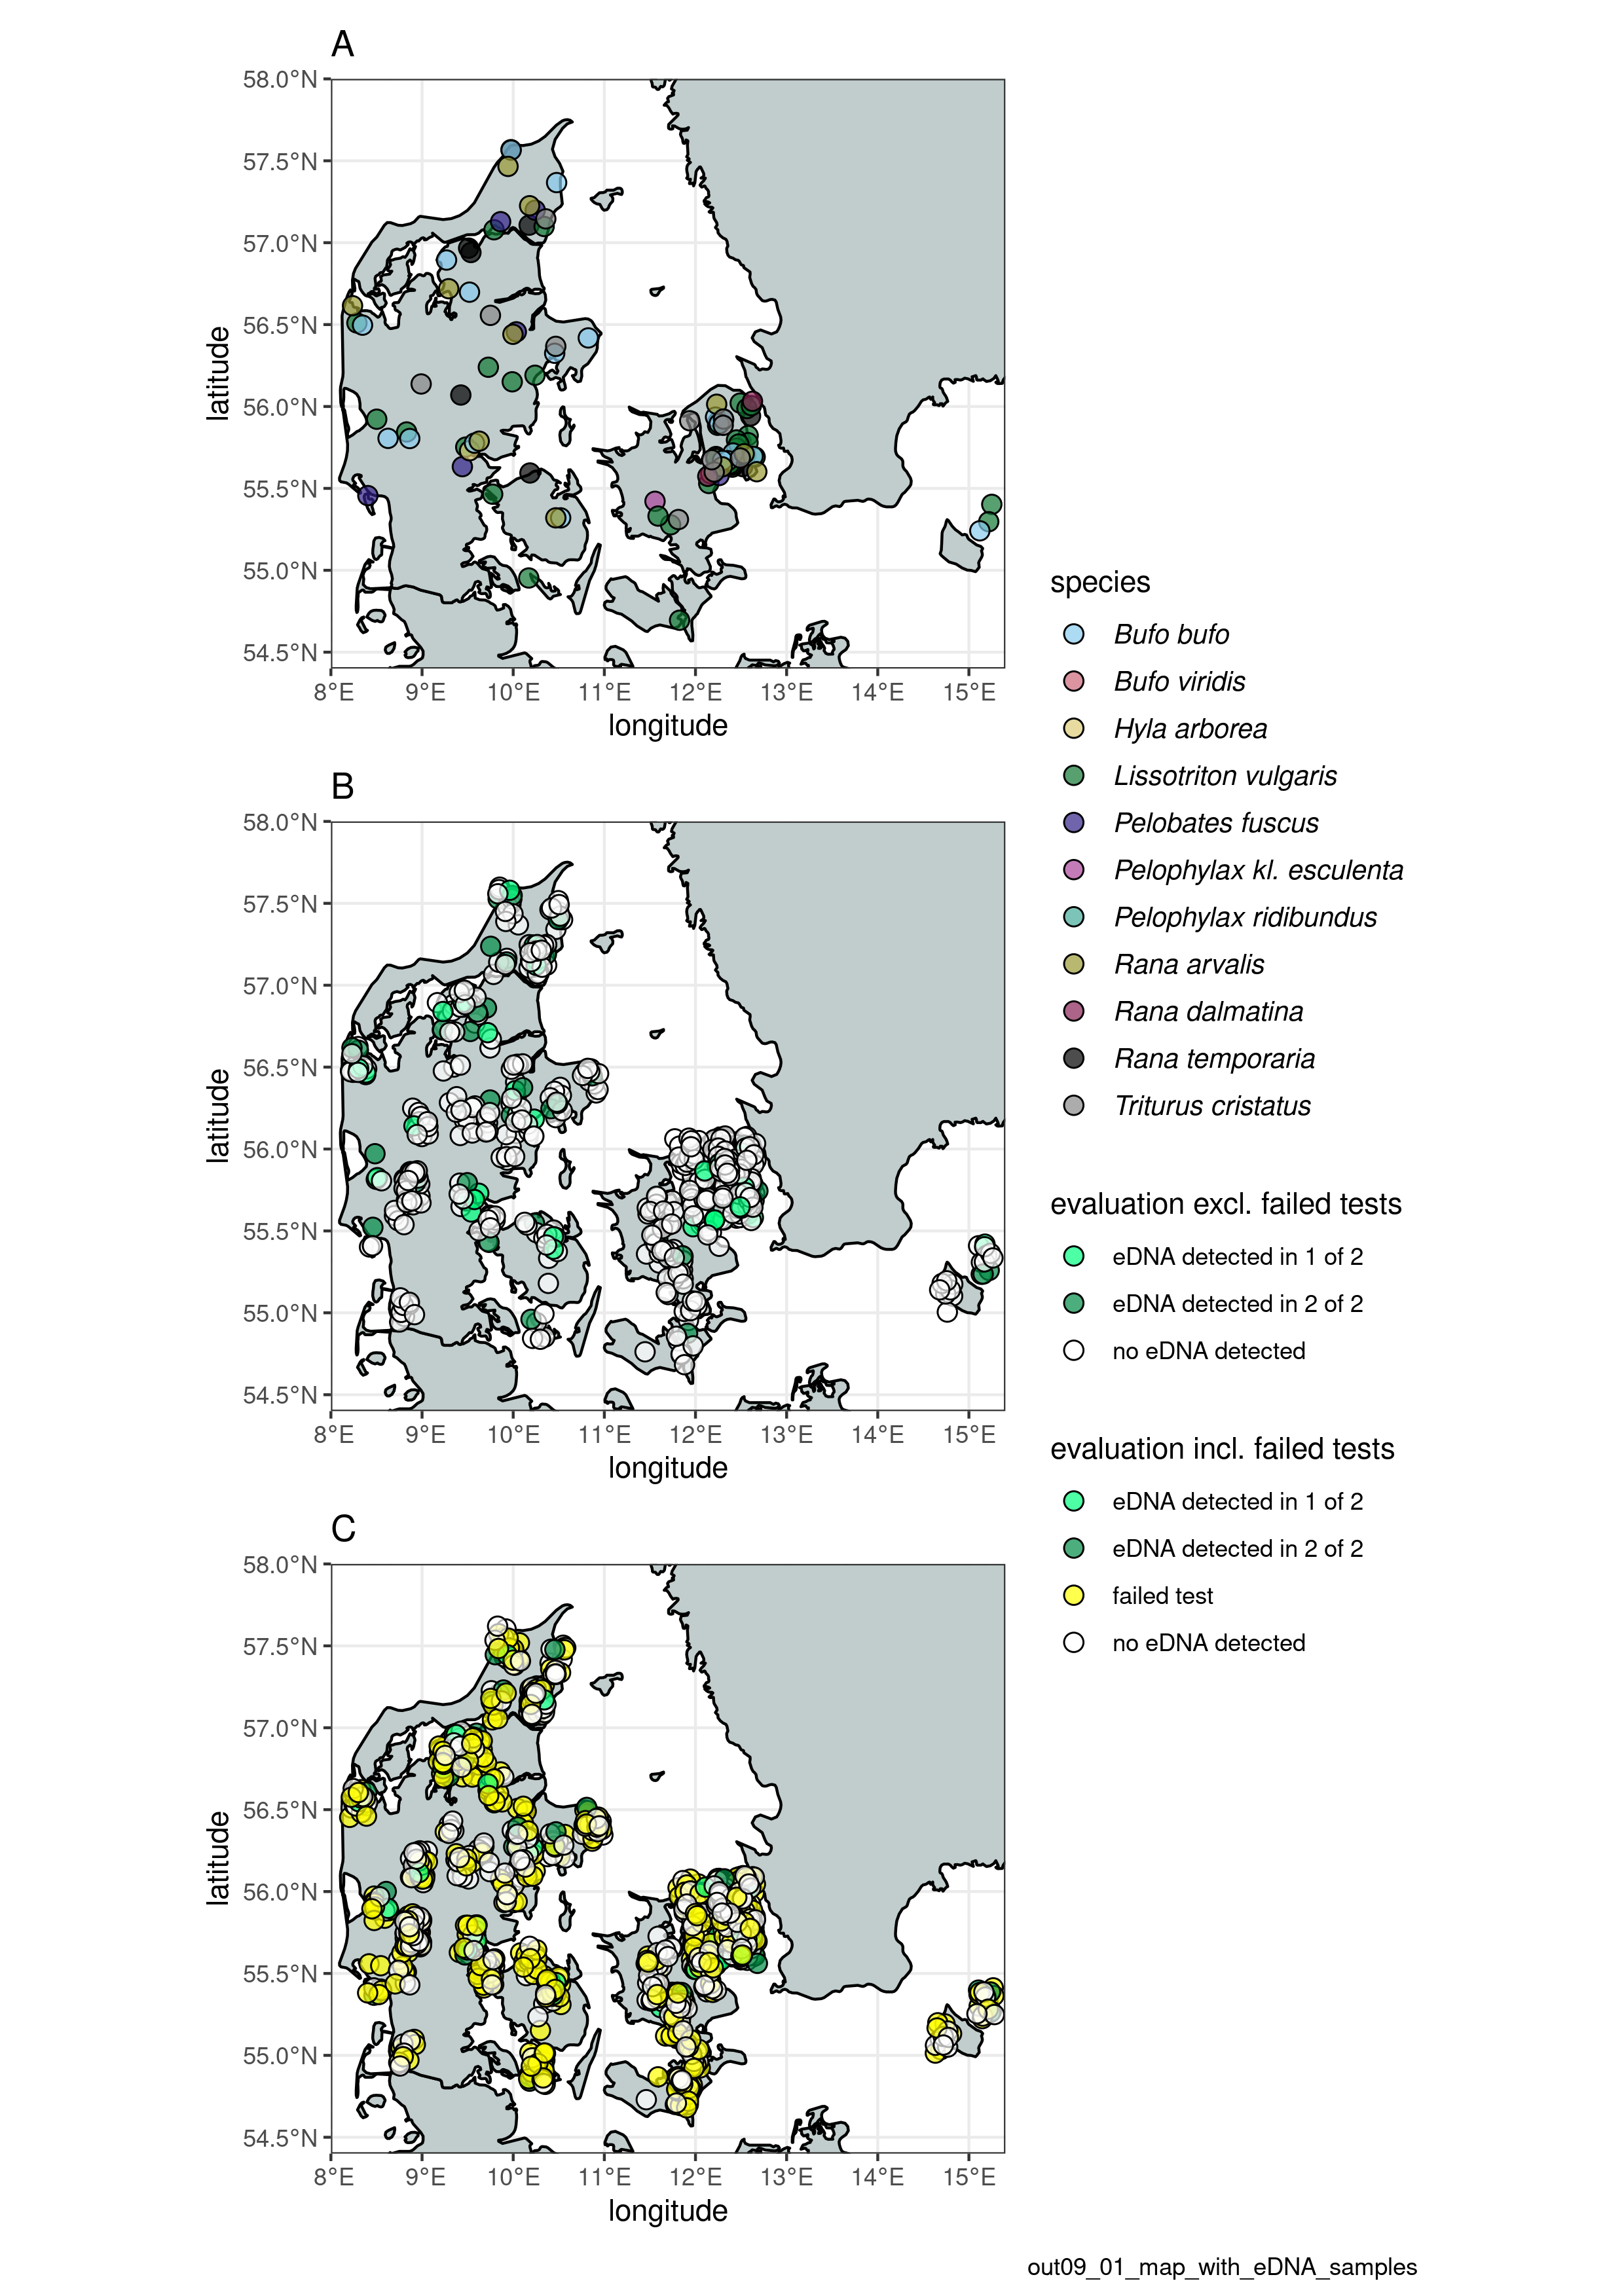 A
58.0°N
57.5°N
57.0°N
56.5°N
56.0°N
55.5°N
55.0°N
54.5°N
latitude
8°E 9°E 10°E 11°E 12°E 13°E 14°E 15°E
longitude
B
58.0°N
57.5°N
57.0°N
56.5°N
56.0°N
55.5°N
55.0°N
54.5°N
latitude
8°E 9°E 10°E 11°E 12°E 13°E 14°E 15°E
longitude
C
58.0°N
57.5°N
57.0°N
56.5°N
56.0°N
55.5°N
55.0°N
54.5°N
latitude
8°E 9°E 10°E 11°E 12°E 13°E 14°E 15°E
longitude
species
Bufo bufo
Bufo viridis
Hyla arborea
Lissotriton vulgaris
Pelobates fuscus
Pelophylax kl. esculenta
Pelophylax ridibundus
Rana arvalis
Rana dalmatina
Rana temporaria
Triturus cristatus
evaluation excl. failed tests
eDNA detected in 1 of 2
eDNA detected in 2 of 2
no eDNA detected
evaluation incl. failed tests
eDNA detected in 1 of 2
eDNA detected in 2 of 2
failed test
no eDNA detected
out09_01_map_with_eDNA_samples